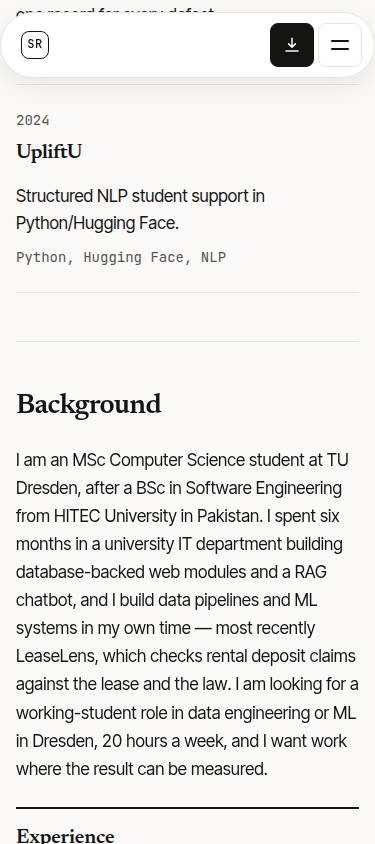 one record for every defect.
SR
2024
UpliftU
Structured NLP student support in
Python/Hugging Face.
Python, Hugging Face, NLP
Background
I am an MSc Computer Science student at TU
Dresden, after a BSc in Software Engineering
from HITEC University in Pakistan. I spent six
months in a university IT department building
database-backed web modules and a RAG
chatbot, and I build data pipelines and ML
systems in my own time — most recently
LeaseLens, which checks rental deposit claims
against the lease and the law. I am looking for a
working-student role in data engineering or ML
in Dresden, 20 hours a week, and I want work
where the result can be measured.
Experience